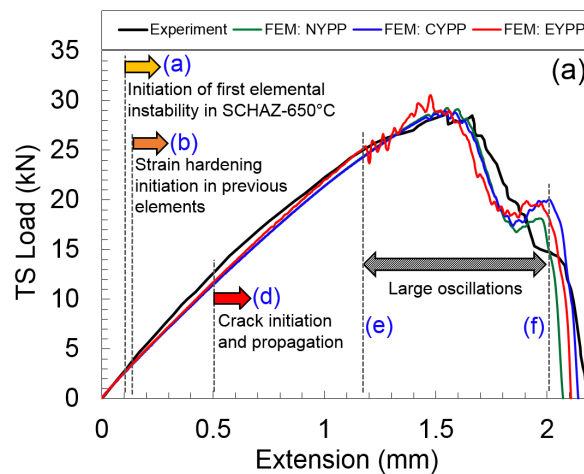 Experiment FEM: NYPP FEM: CYPP FEM: EYPP
(a)
(a)
Initiation of first elemental
instability in SCHAZ-650°C
(b)
Strain hardening
initiation in previous
elements
(d)
Crack initiation
and propagation
Large oscillations
(e)
(f)
TS Load (kN)
35
30
25
20
15
10
5
0
0
0.5
1
1.5
2
Extension (mm)